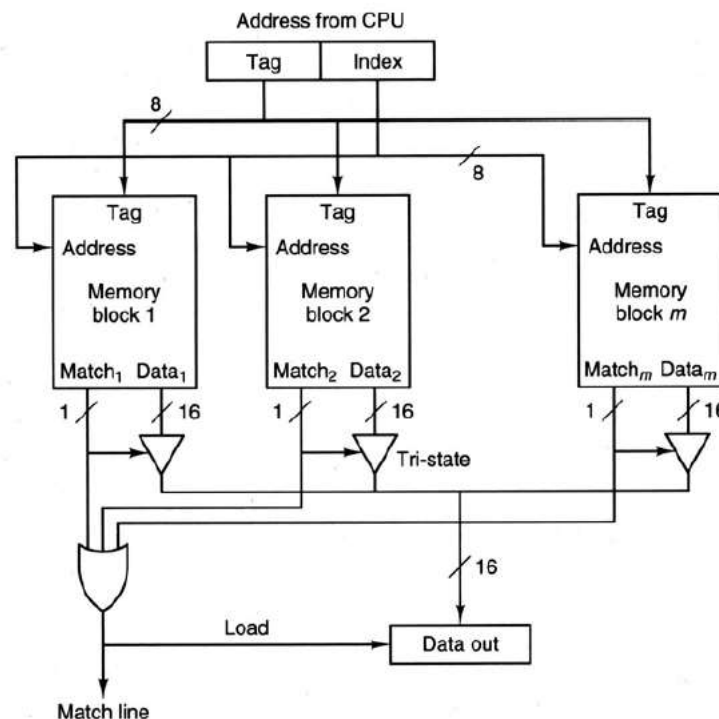 Address from CPU
Tag Index
8
8
Tag Tag Tag
Address Address Address
Memory block 1
Memory block 2
Memory block m
Match₁ Data₁ Match₂ Data₂ Matchₘ Dataₘ
1 16 1 16 1 16
Tri-state
16
Load
Data out
Match line